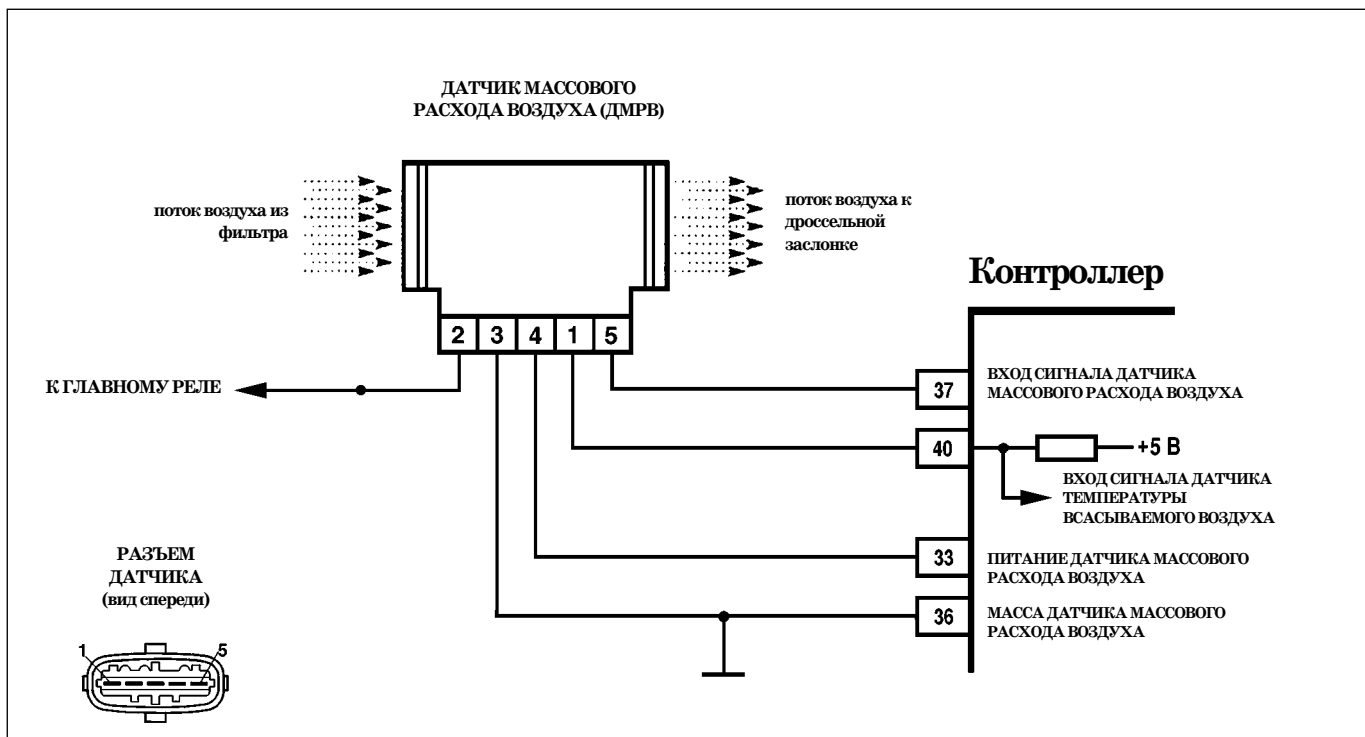 ДАТЧИК МАССОВОГО
РАСХОДА ВОЗДУХА (ДМРВ)
поток воздуха из
фильтра
поток воздуха к
дроссельной
заслонке
Контроллер
2 3 4 1 5
К ГЛАВНОМУ РЕЛЕ
37
ВХОД СИГНАЛА ДАТЧИКА
МАССОВОГО РАСХОДА ВОЗДУХА
40
+5 В
ВХОД СИГНАЛА ДАТЧИКА
ТЕМПЕРАТУРЫ
ВСАСЫВАЕМОГО ВОЗДУХА
33
ПИТАНИЕ ДАТЧИКА МАССОВОГО
РАСХОДА ВОЗДУХА
36
МАССА ДАТЧИКА МАССОВОГО
РАСХОДА ВОЗДУХА
РАЗЪЕМ
ДАТЧИКА
(вид спереди)
1 5